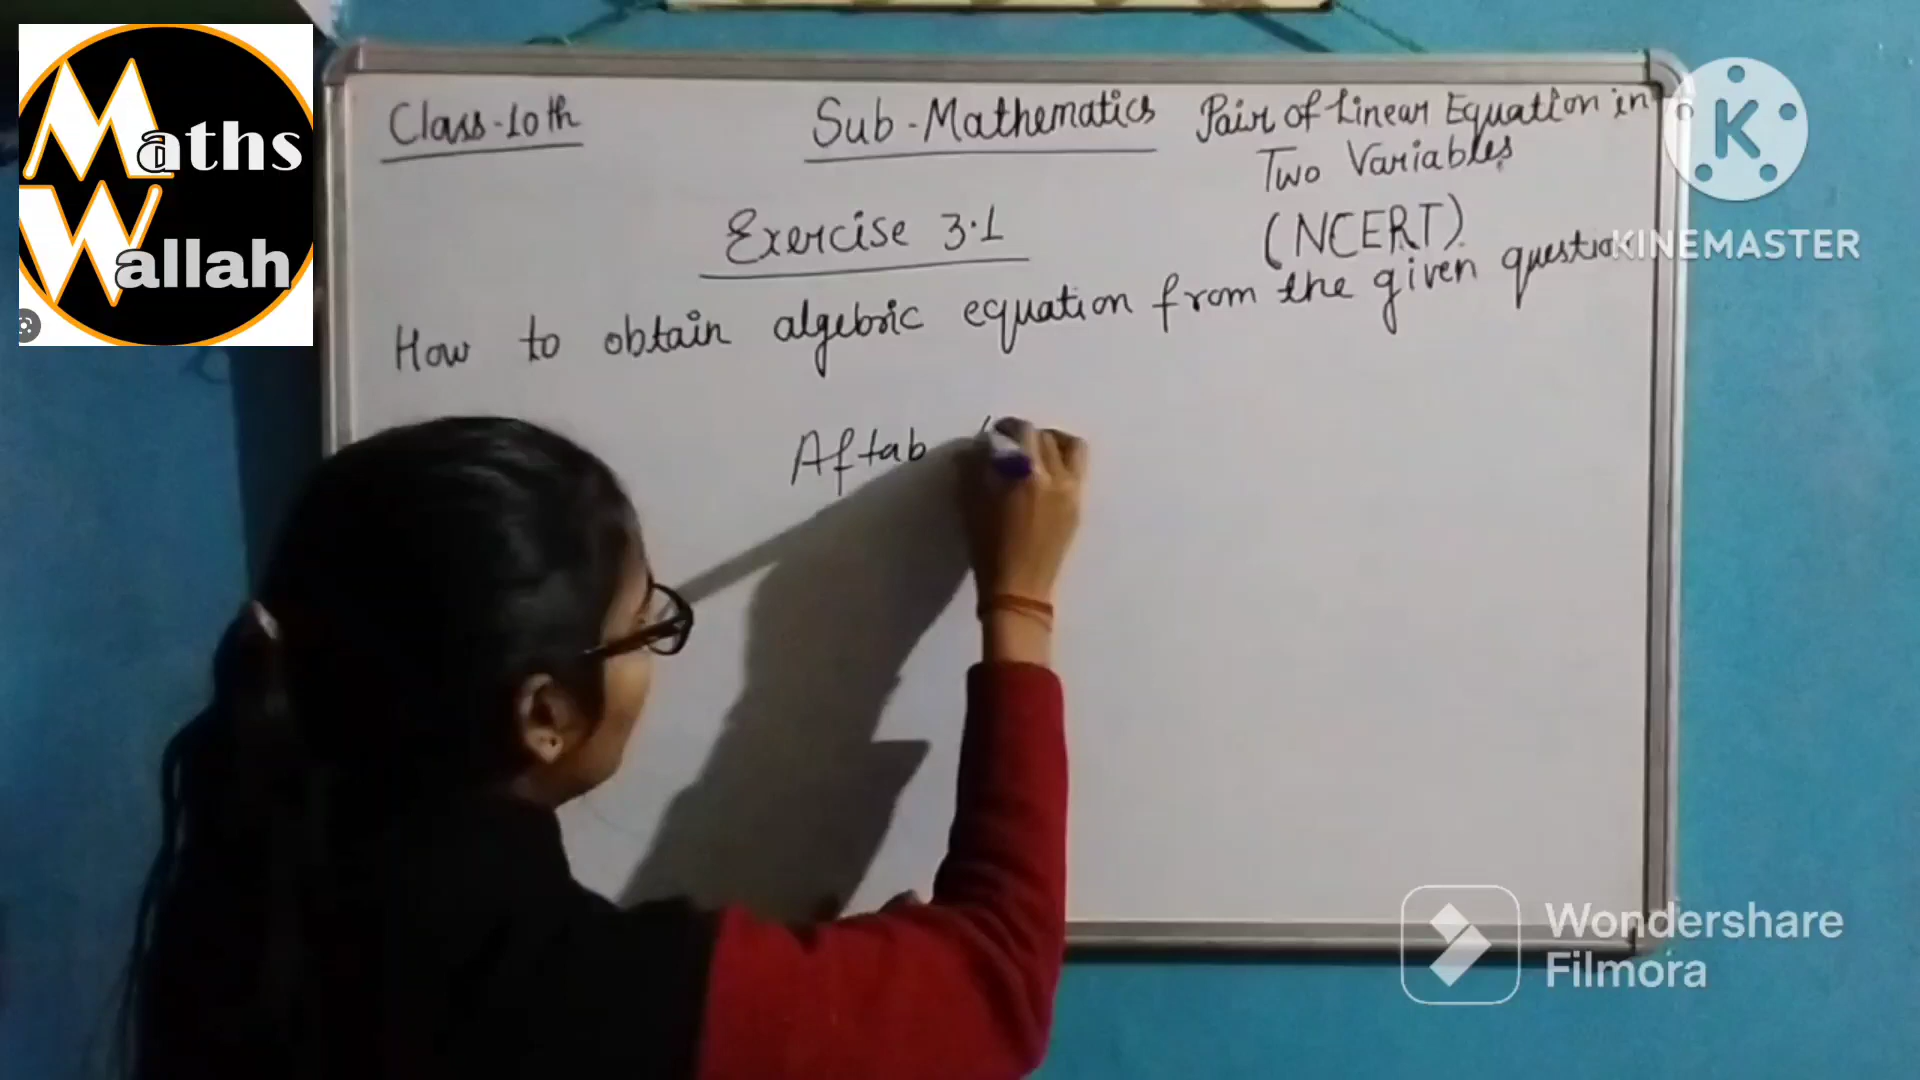 Maths
Wallah
Class-10th
Sub-Mathematics
Pair of Linear Equation in
Two Variables
(NCERT)
Exercise 3.1
How to obtain algebric equation from the given question
Aftab (
K
KINEMASTER
Wondershare
Filmora